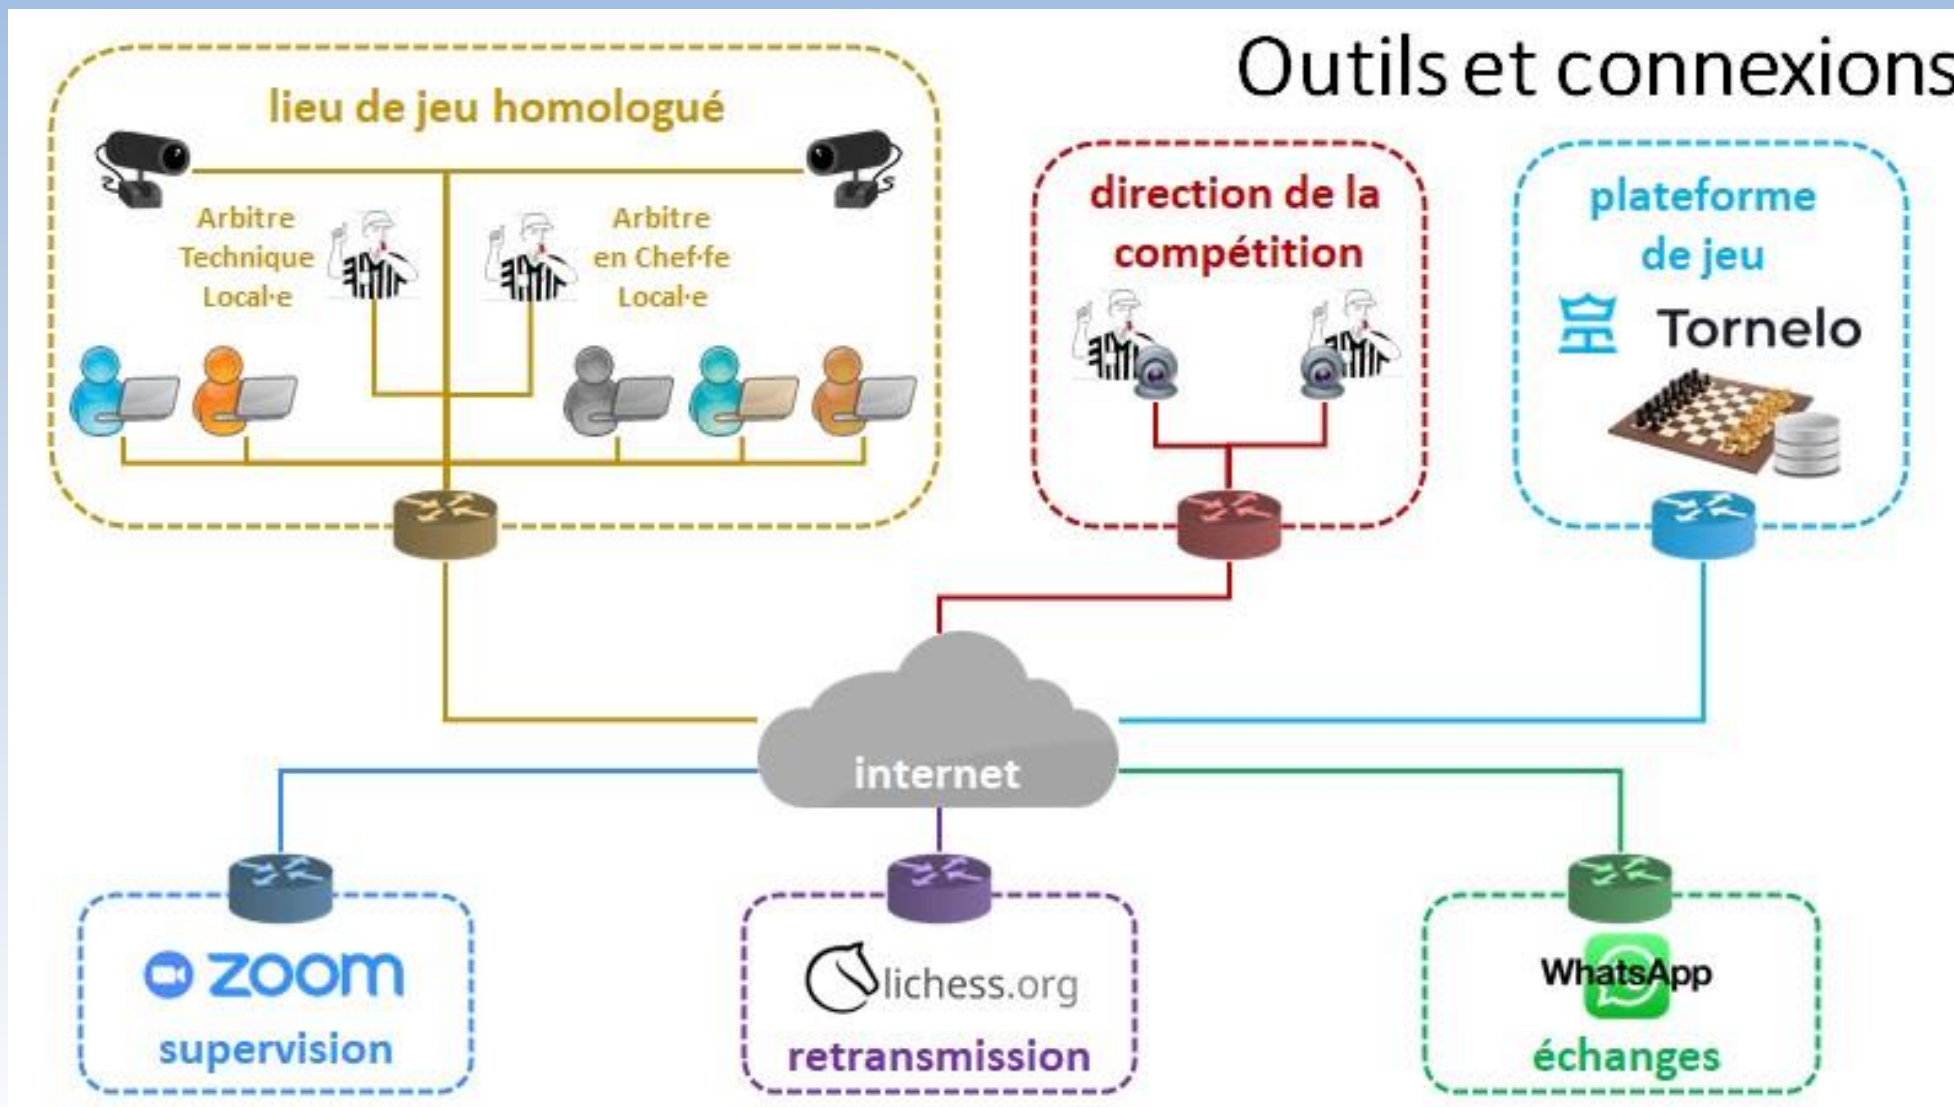 Outils et connexions
lieu de jeu homologué
Arbitre
Technique
Local·e
Arbitre
en Chef·fe
Local·e
direction de la
compétition
plateforme
de jeu
Tornelo
internet
zoom
supervision
lichess.org
retransmission
WhatsApp
échanges